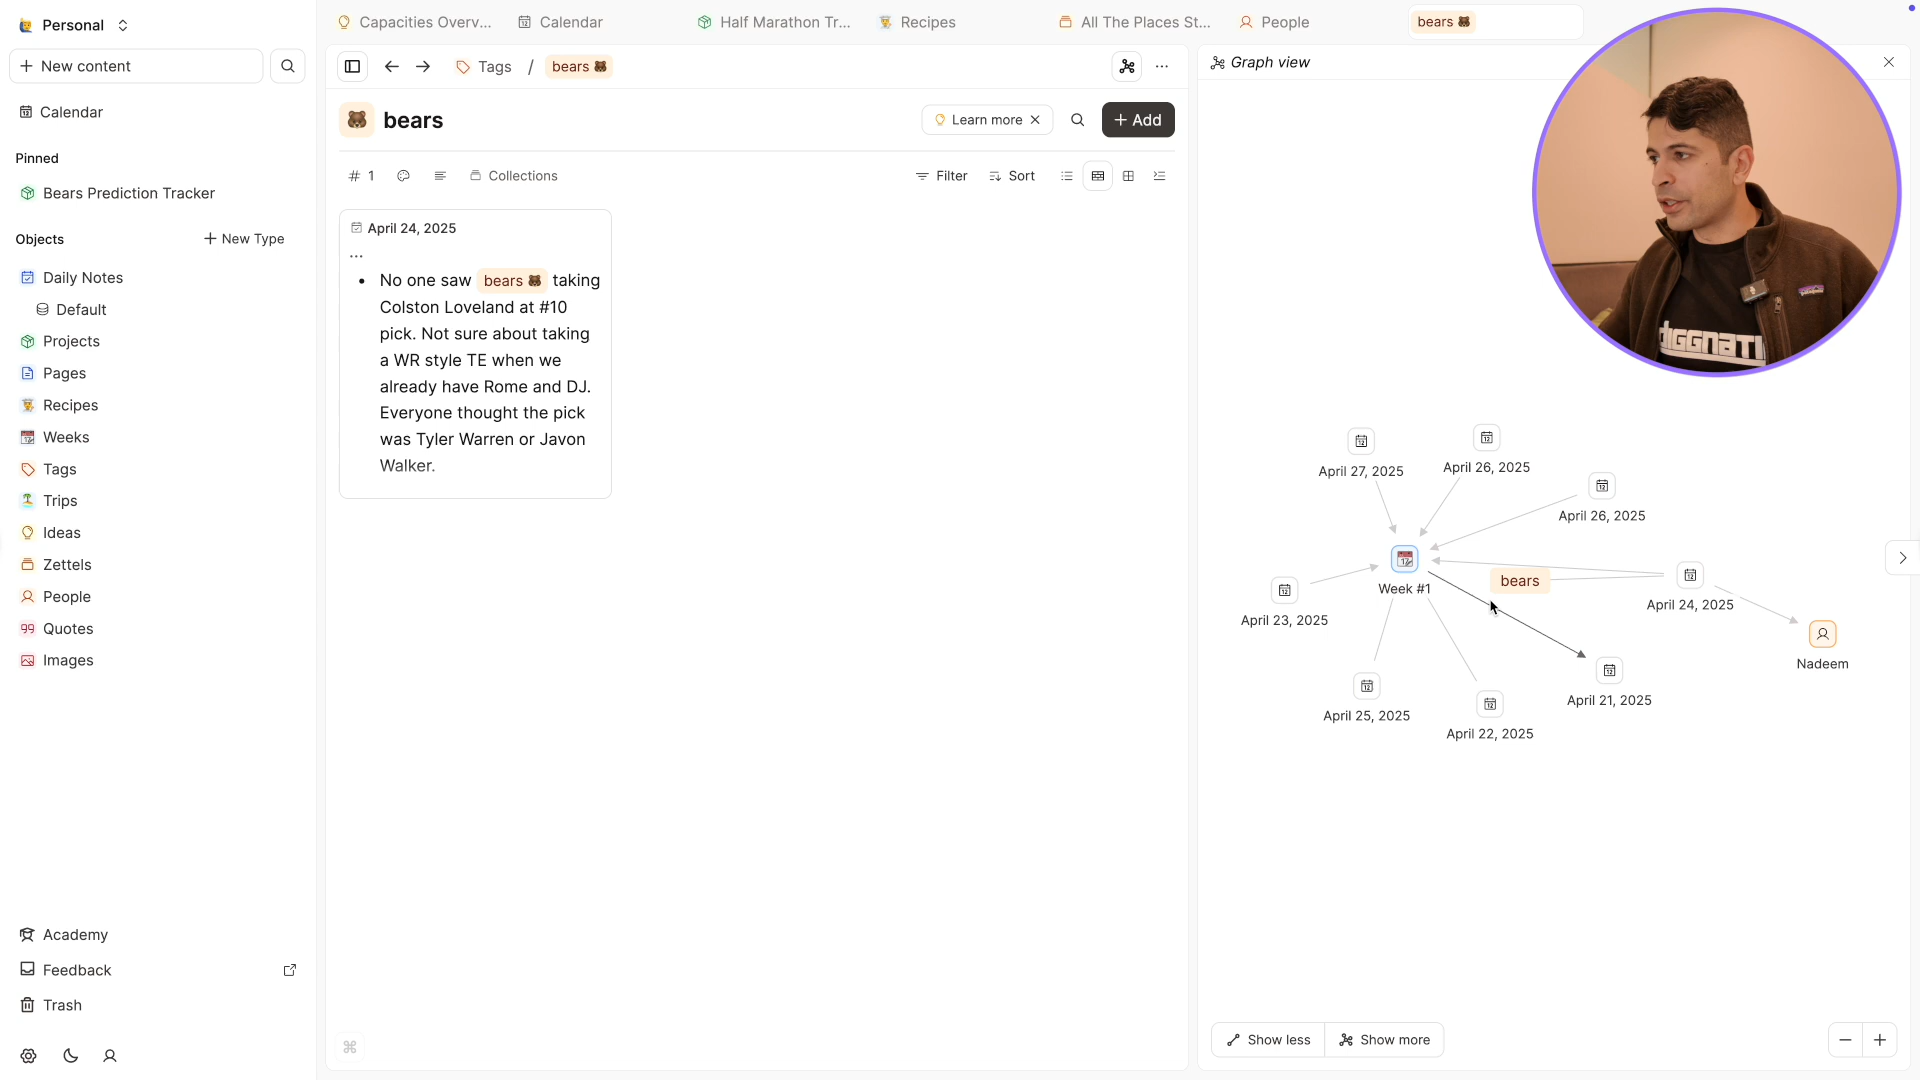 Personal
New content
Calendar
Pinned
Bears Prediction Tracker
Objects
New Type
Daily Notes
Default
Projects
Pages
Recipes
Weeks
Tags
Trips
Ideas
Zettels
People
Quotes
Images
Academy
Feedback
Trash
Capacities Overv...
Calendar
Half Marathon Tr...
Recipes
All The Places St...
People
bears
Tags / bears
bears
Learn more
Add
# 1
Collections
Filter
Sort
April 24, 2025
...
• No one saw bears taking
Colston Loveland at #10
pick. Not sure about taking
a WR style TE when we
already have Rome and DJ.
Everyone thought the pick
was Tyler Warren or Javon
Walker.
Graph view
April 27, 2025
April 26, 2025
April 26, 2025
Week #1
bears
April 23, 2025
April 24, 2025
Nadeem
April 25, 2025
April 22, 2025
April 21, 2025
Show less
Show more